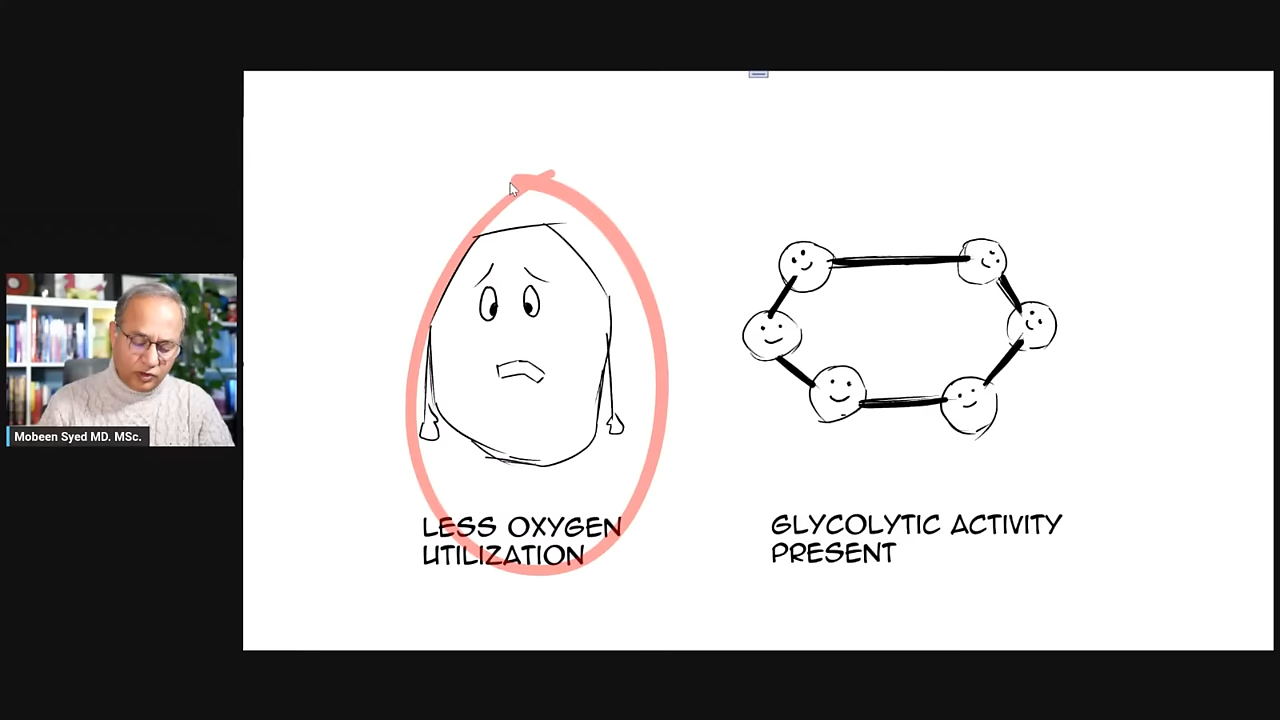 Mobeen Syed MD. MSc.
LESS OXYGEN
UTILIZATION
GLYCOLYTIC ACTIVITY
PRESENT